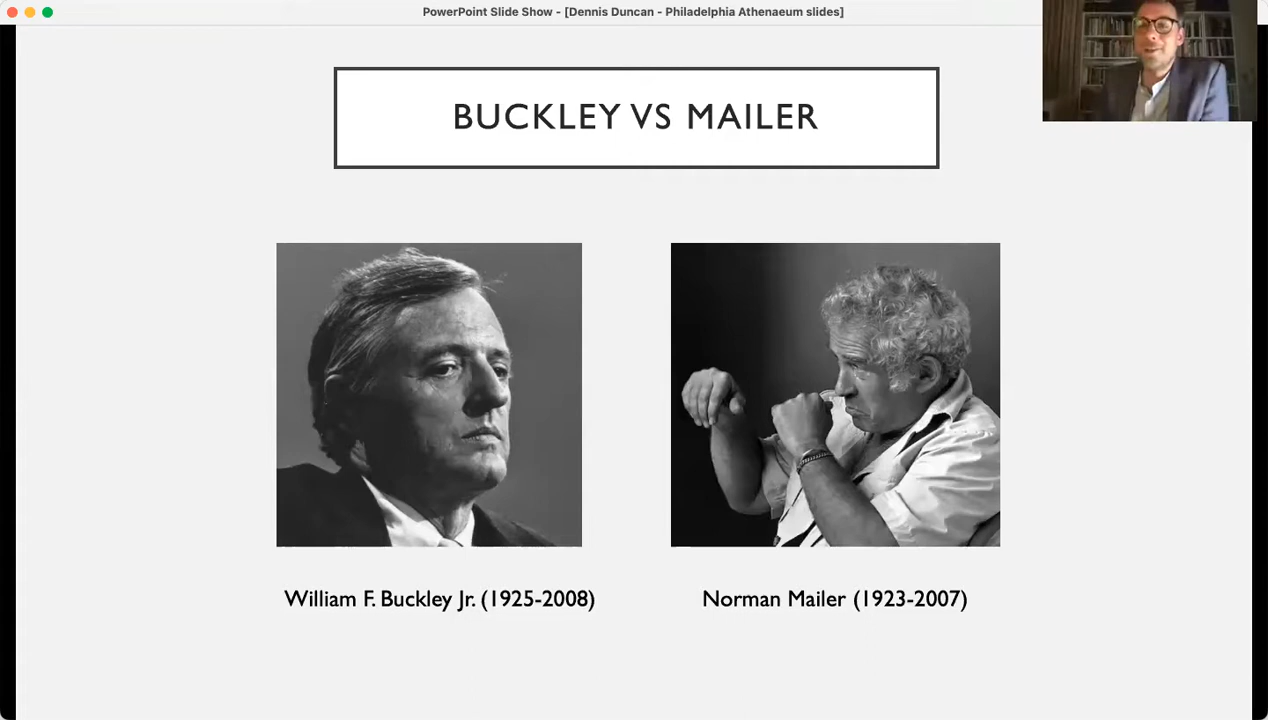 PowerPoint Slide Show - [Dennis Duncan - Philadelphia Athenaeum slides]
BUCKLEY VS MAILER
William F. Buckley Jr. (1925-2008)
Norman Mailer (1923-2007)